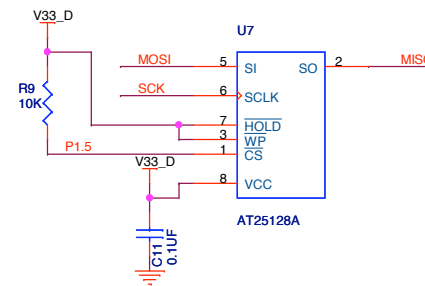 V33_D
U7
MOSI
5
SI
SO
2
MISO
R9
10K
SCK
6
SCLK
7
HOLD
3
WP
P1.5
1
CS
V33_D
8
VCC
AT25128A
C11
0.1UF